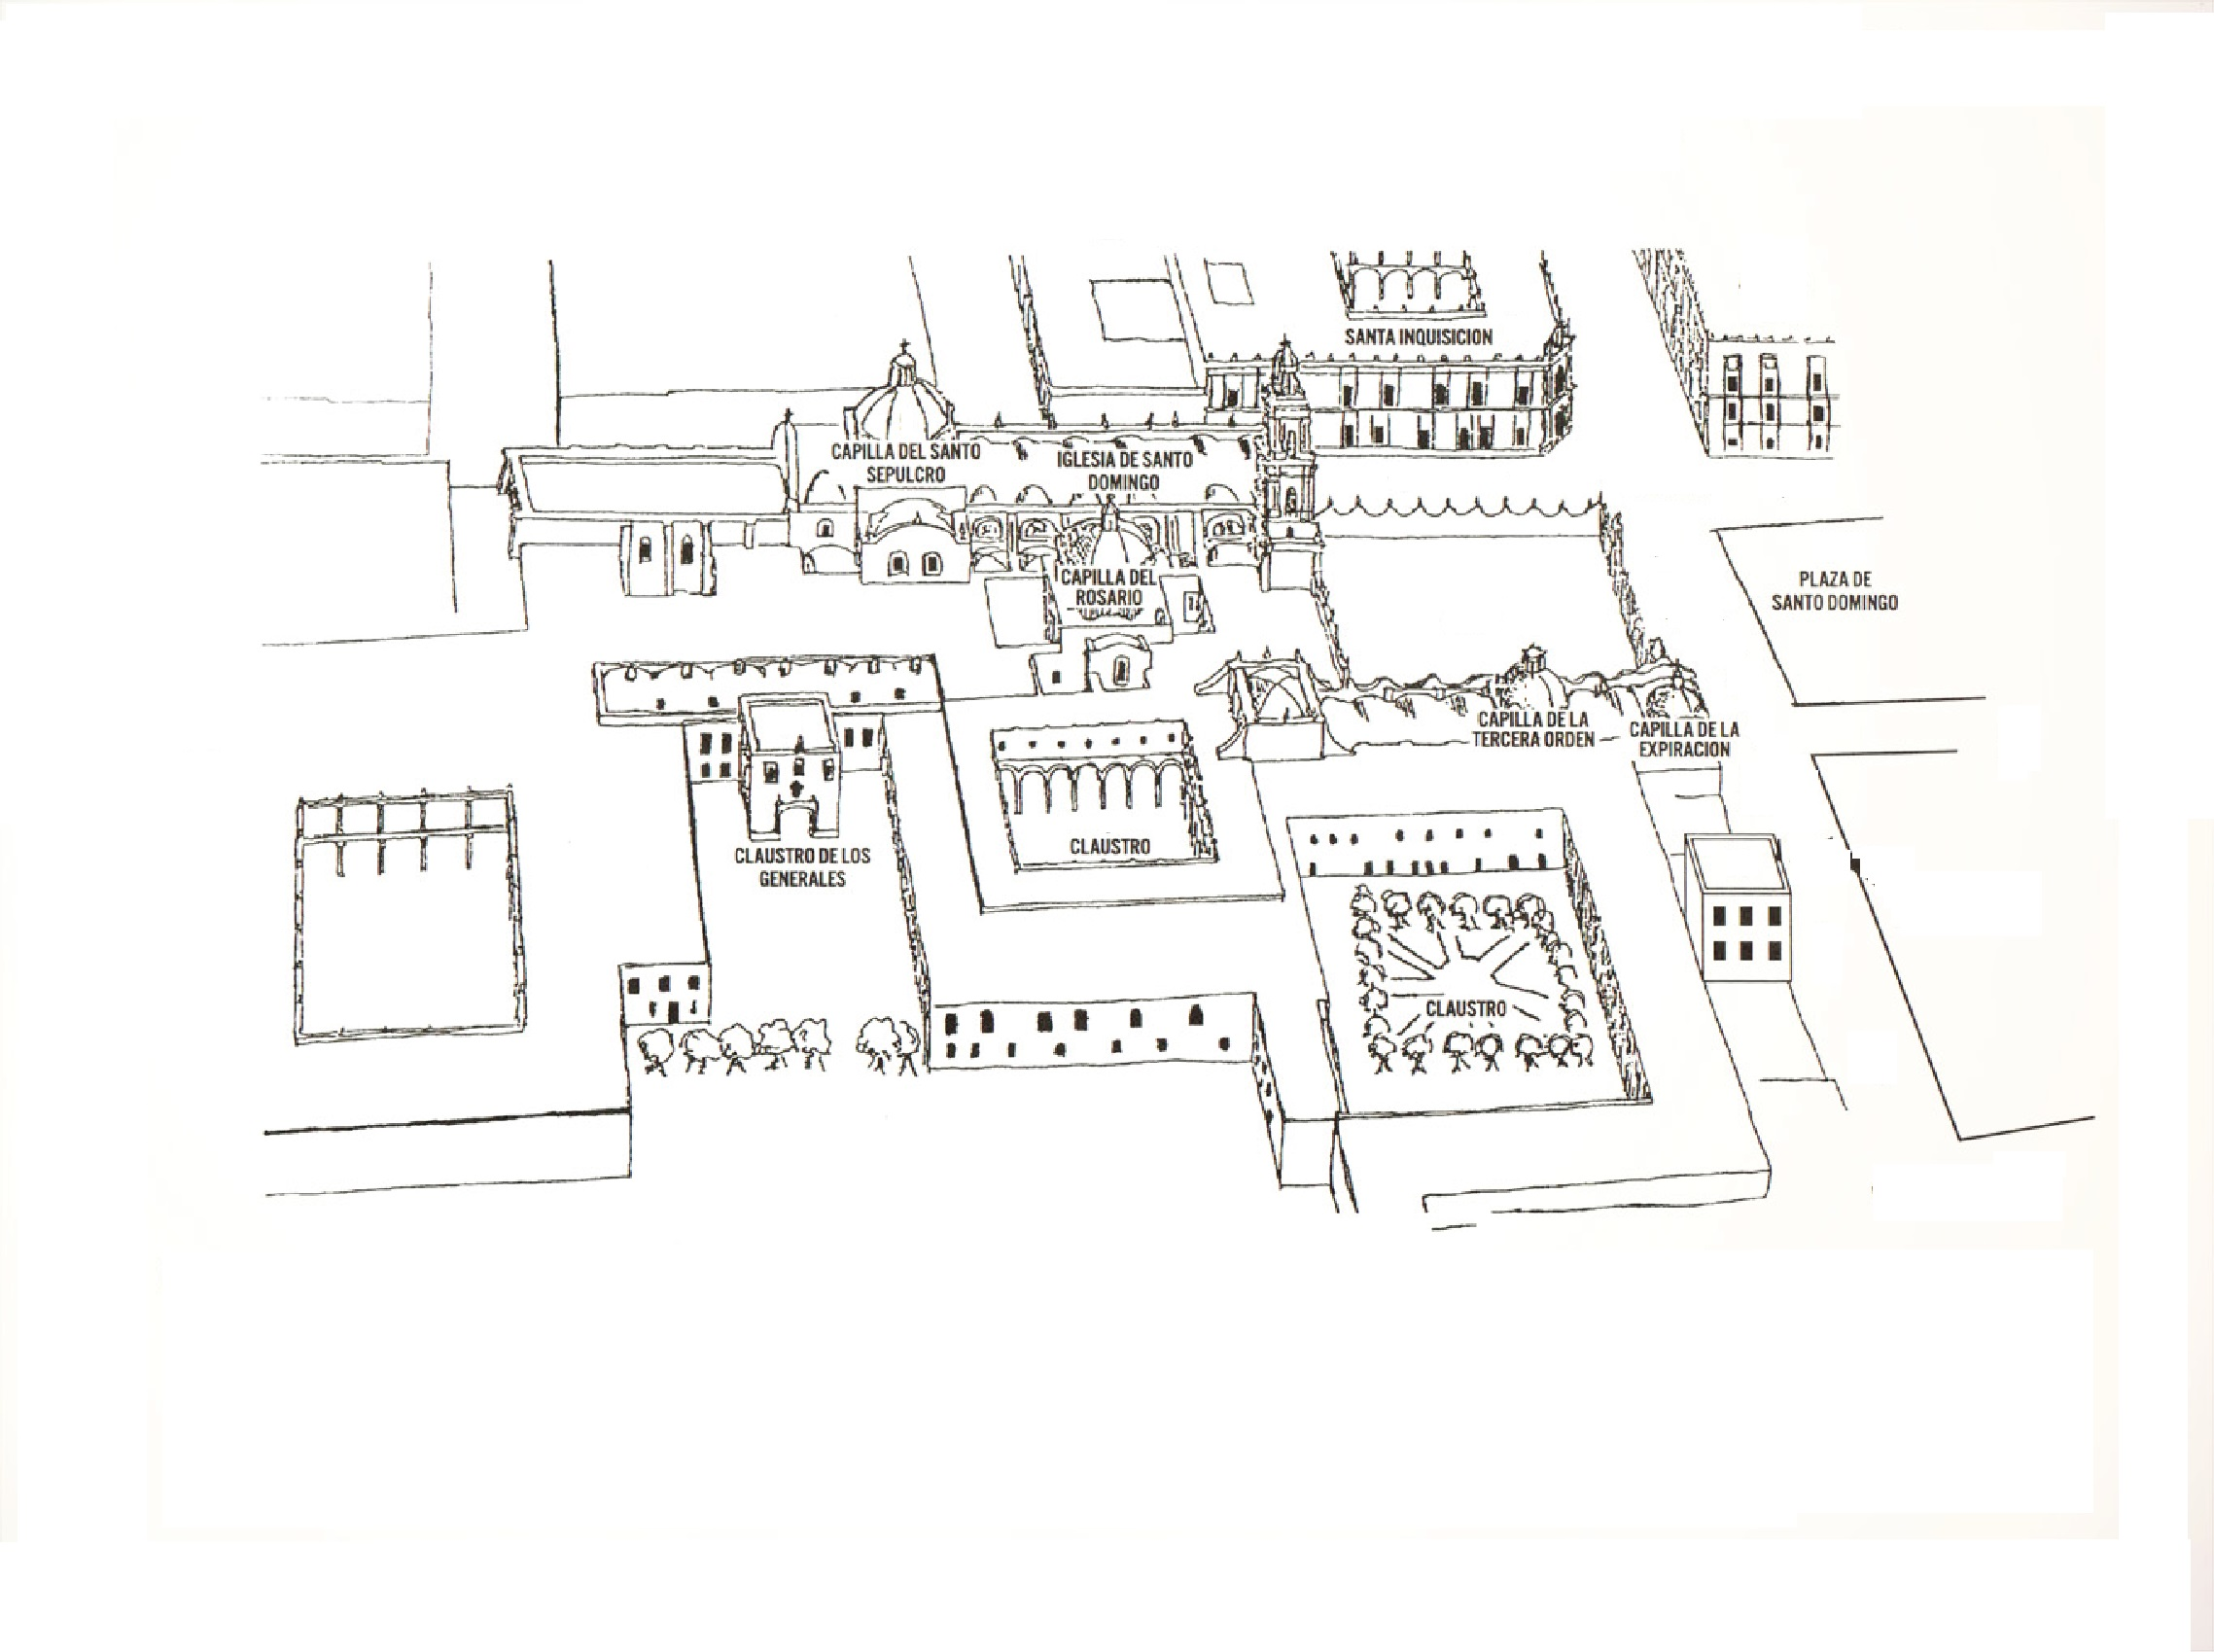 SANTA INQUISICION
CAPILLA DEL SANTO
SEPULCRO
IGLESIA DE SANTO
DOMINGO
CAPILLA DEL
ROSARIO
PLAZA DE
SANTO DOMINGO
CAPILLA DE LA
TERCERA ORDEN
CAPILLA DE LA
EXPIRACION
CLAUSTRO DE LOS
GENERALES
CLAUSTRO
CLAUSTRO